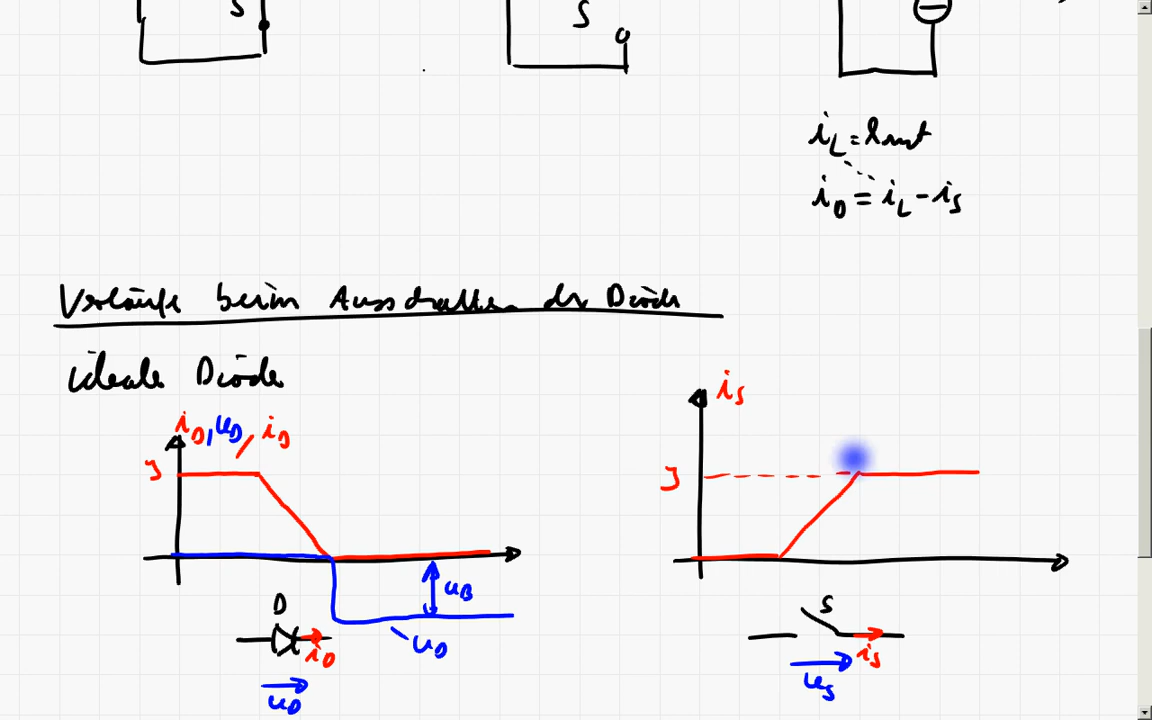 S
S
i_L = konst
i_D = i_L - i_S
Verläufe beim Ausschalten der Diode
ideale Diode
i_D, u_D
i_D
i_S
I
I
u_B
D
S
u_D
i_D
i_S
u_D
u_S